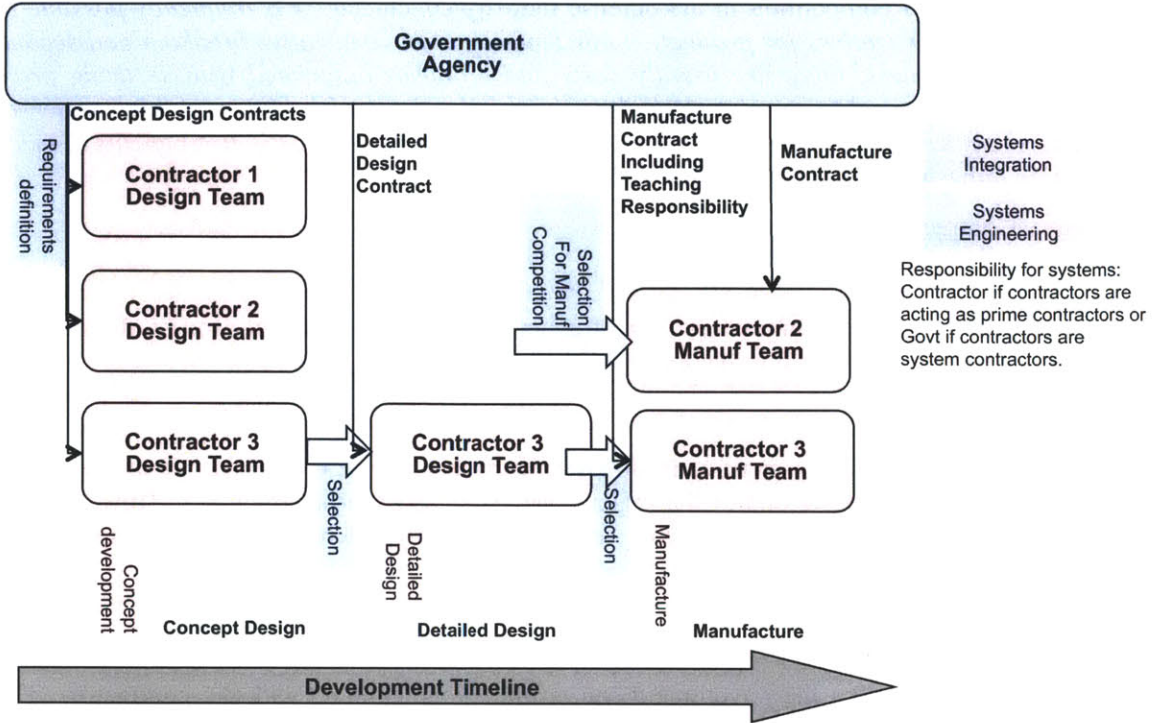 Government
Agency
Concept Design Contracts
Requirements
definition
Contractor 1
Design Team
Contractor 2
Design Team
Contractor 3
Design Team
Selection
Detailed
Design
Contract
Contractor 3
Design Team
Selection
For Manuf
Competition
Selection
Manufacture
Contract
Including
Teaching
Responsibility
Manufacture
Contract
Contractor 2
Manuf Team
Contractor 3
Manuf Team
Systems
Integration
Systems
Engineering
Responsibility for systems:
Contractor if contractors are
acting as prime contractors or
Govt if contractors are
system contractors.
Concept
development
Detailed
Design
Manufacture
Concept Design
Detailed Design
Manufacture
Development Timeline